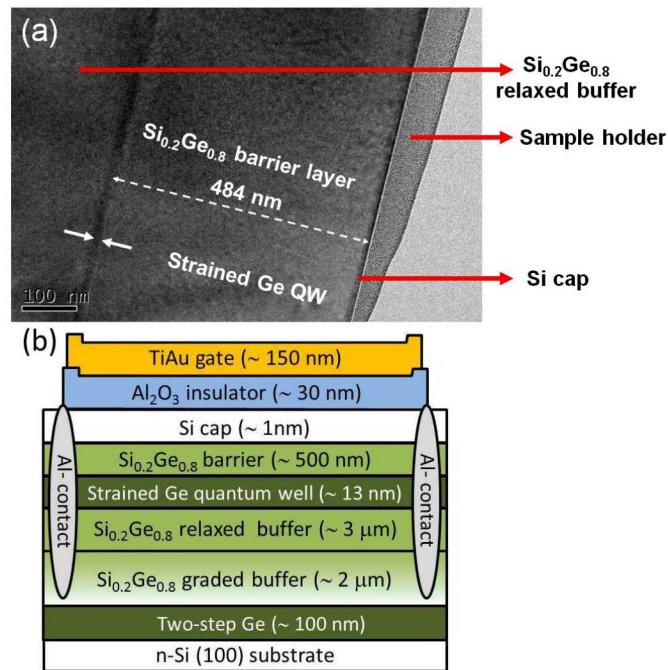 (a)
Si0.2Ge0.8
relaxed buffer
Sample holder
Si0.2Ge0.8 barrier layer
484 nm
Strained Ge QW
Si cap
100 nm
(b)
TiAu gate (~ 150 nm)
Al2O3 insulator (~ 30 nm)
Si cap (~ 1nm)
Si0.2Ge0.8 barrier (~ 500 nm)
Strained Ge quantum well (~ 13 nm)
Si0.2Ge0.8 relaxed buffer (~ 3 μm)
Si0.2Ge0.8 graded buffer (~ 2 μm)
Two-step Ge (~ 100 nm)
n-Si (100) substrate
Al- contact
Al- contact